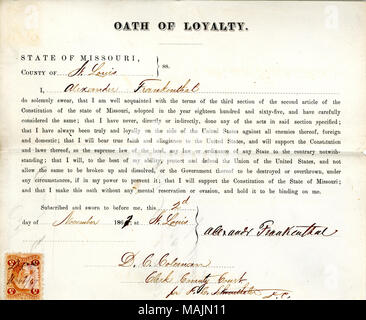 OATH OF LOYALTY.
STATE OF MISSOURI,
COUNTY OF St. Louis } ss.
I, Alexander Frankenthal
do solemnly swear, that I am well acquainted with the terms of the third section of the second article of the
Constitution of the state of Missouri, adopted in the year eighteen hundred and sixty-five, and have carefully
considered the same; that I have never, directly or indirectly, done any of the acts in said section specified;
that I have always been truly and loyally on the side of the United States against all enemies thereof, foreign
and domestic; that I will bear true faith and allegiance to the United States, and will support the Constitution
and laws thereof, as the supreme law of the land, any law or ordinance of any State to the contrary notwith-
standing; that I will, to the best of my ability protect and defend the Union of the United States, and not
allow the same to be broken up and dissolved, or the Government thereof to be destroyed or overthrown,
under any circumstances, if in my power to prevent it; that I will support the Constitution of the State of Missouri;
and that I make this oath without any mental reservation or evasion, and hold it to be binding on me.
Subscribed and sworn to before me, this 2d
day of November 186 at St. Louis
Alexandr Frankenthal
D. C. Coleman
Clerk County Court
for D.C.
alamy
Image ID: MAJN11
www.alamy.com